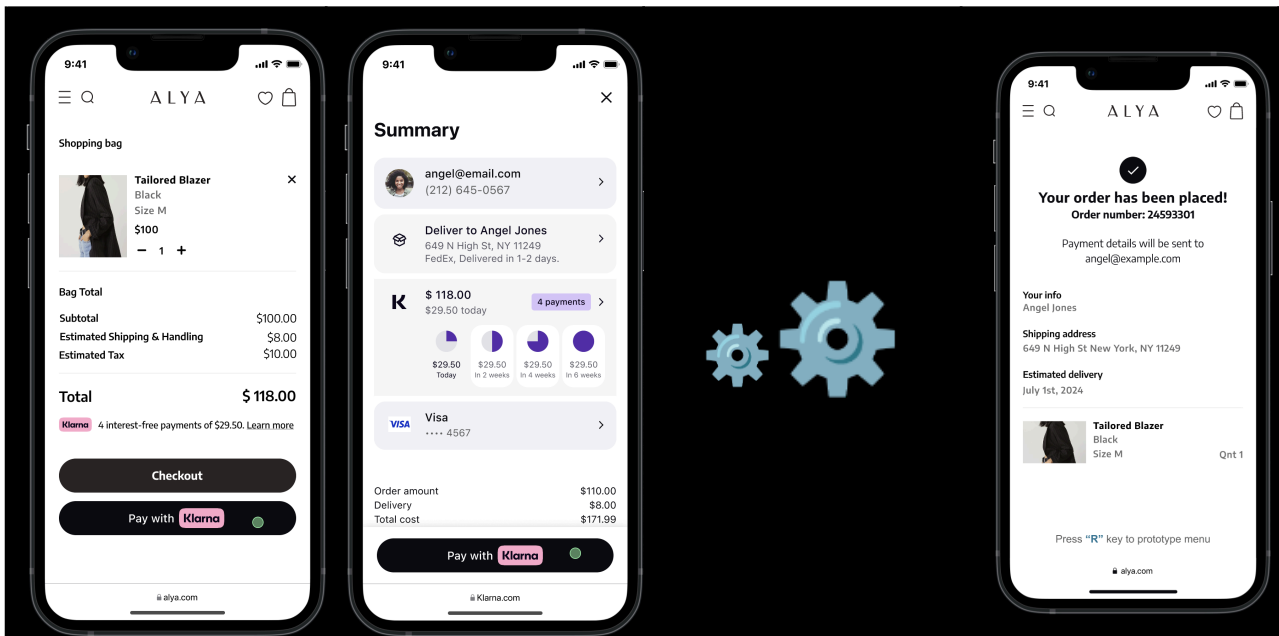 9:41
ALYA
Shopping bag
Tailored Blazer
Black
Size M
$100
1
Bag Total
Subtotal $100.00
Estimated Shipping & Handling $8.00
Estimated Tax $10.00
Total $ 118.00
Klarna 4 interest-free payments of $29.50. Learn more
Checkout
Pay with Klarna
alya.com
9:41
Summary
angel@email.com
(212) 645-0567
Deliver to Angel Jones
649 N High St, NY 11249
FedEx, Delivered in 1-2 days.
K $ 118.00 4 payments
$29.50 today
$29.50 $29.50 $29.50 $29.50
Today In 2 weeks In 4 weeks In 6 weeks
VISA Visa
•••• 4567
Order amount $110.00
Delivery $8.00
Total cost $171.99
Pay with Klarna
Klarna.com
9:41
ALYA
Your order has been placed!
Order number: 24593301
Payment details will be sent to
angel@example.com
Your info
Angel Jones
Shipping address
649 N High St New York, NY 11249
Estimated delivery
July 1st, 2024
Tailored Blazer
Black
Size M Qnt 1
Press “R” key to prototype menu
alya.com